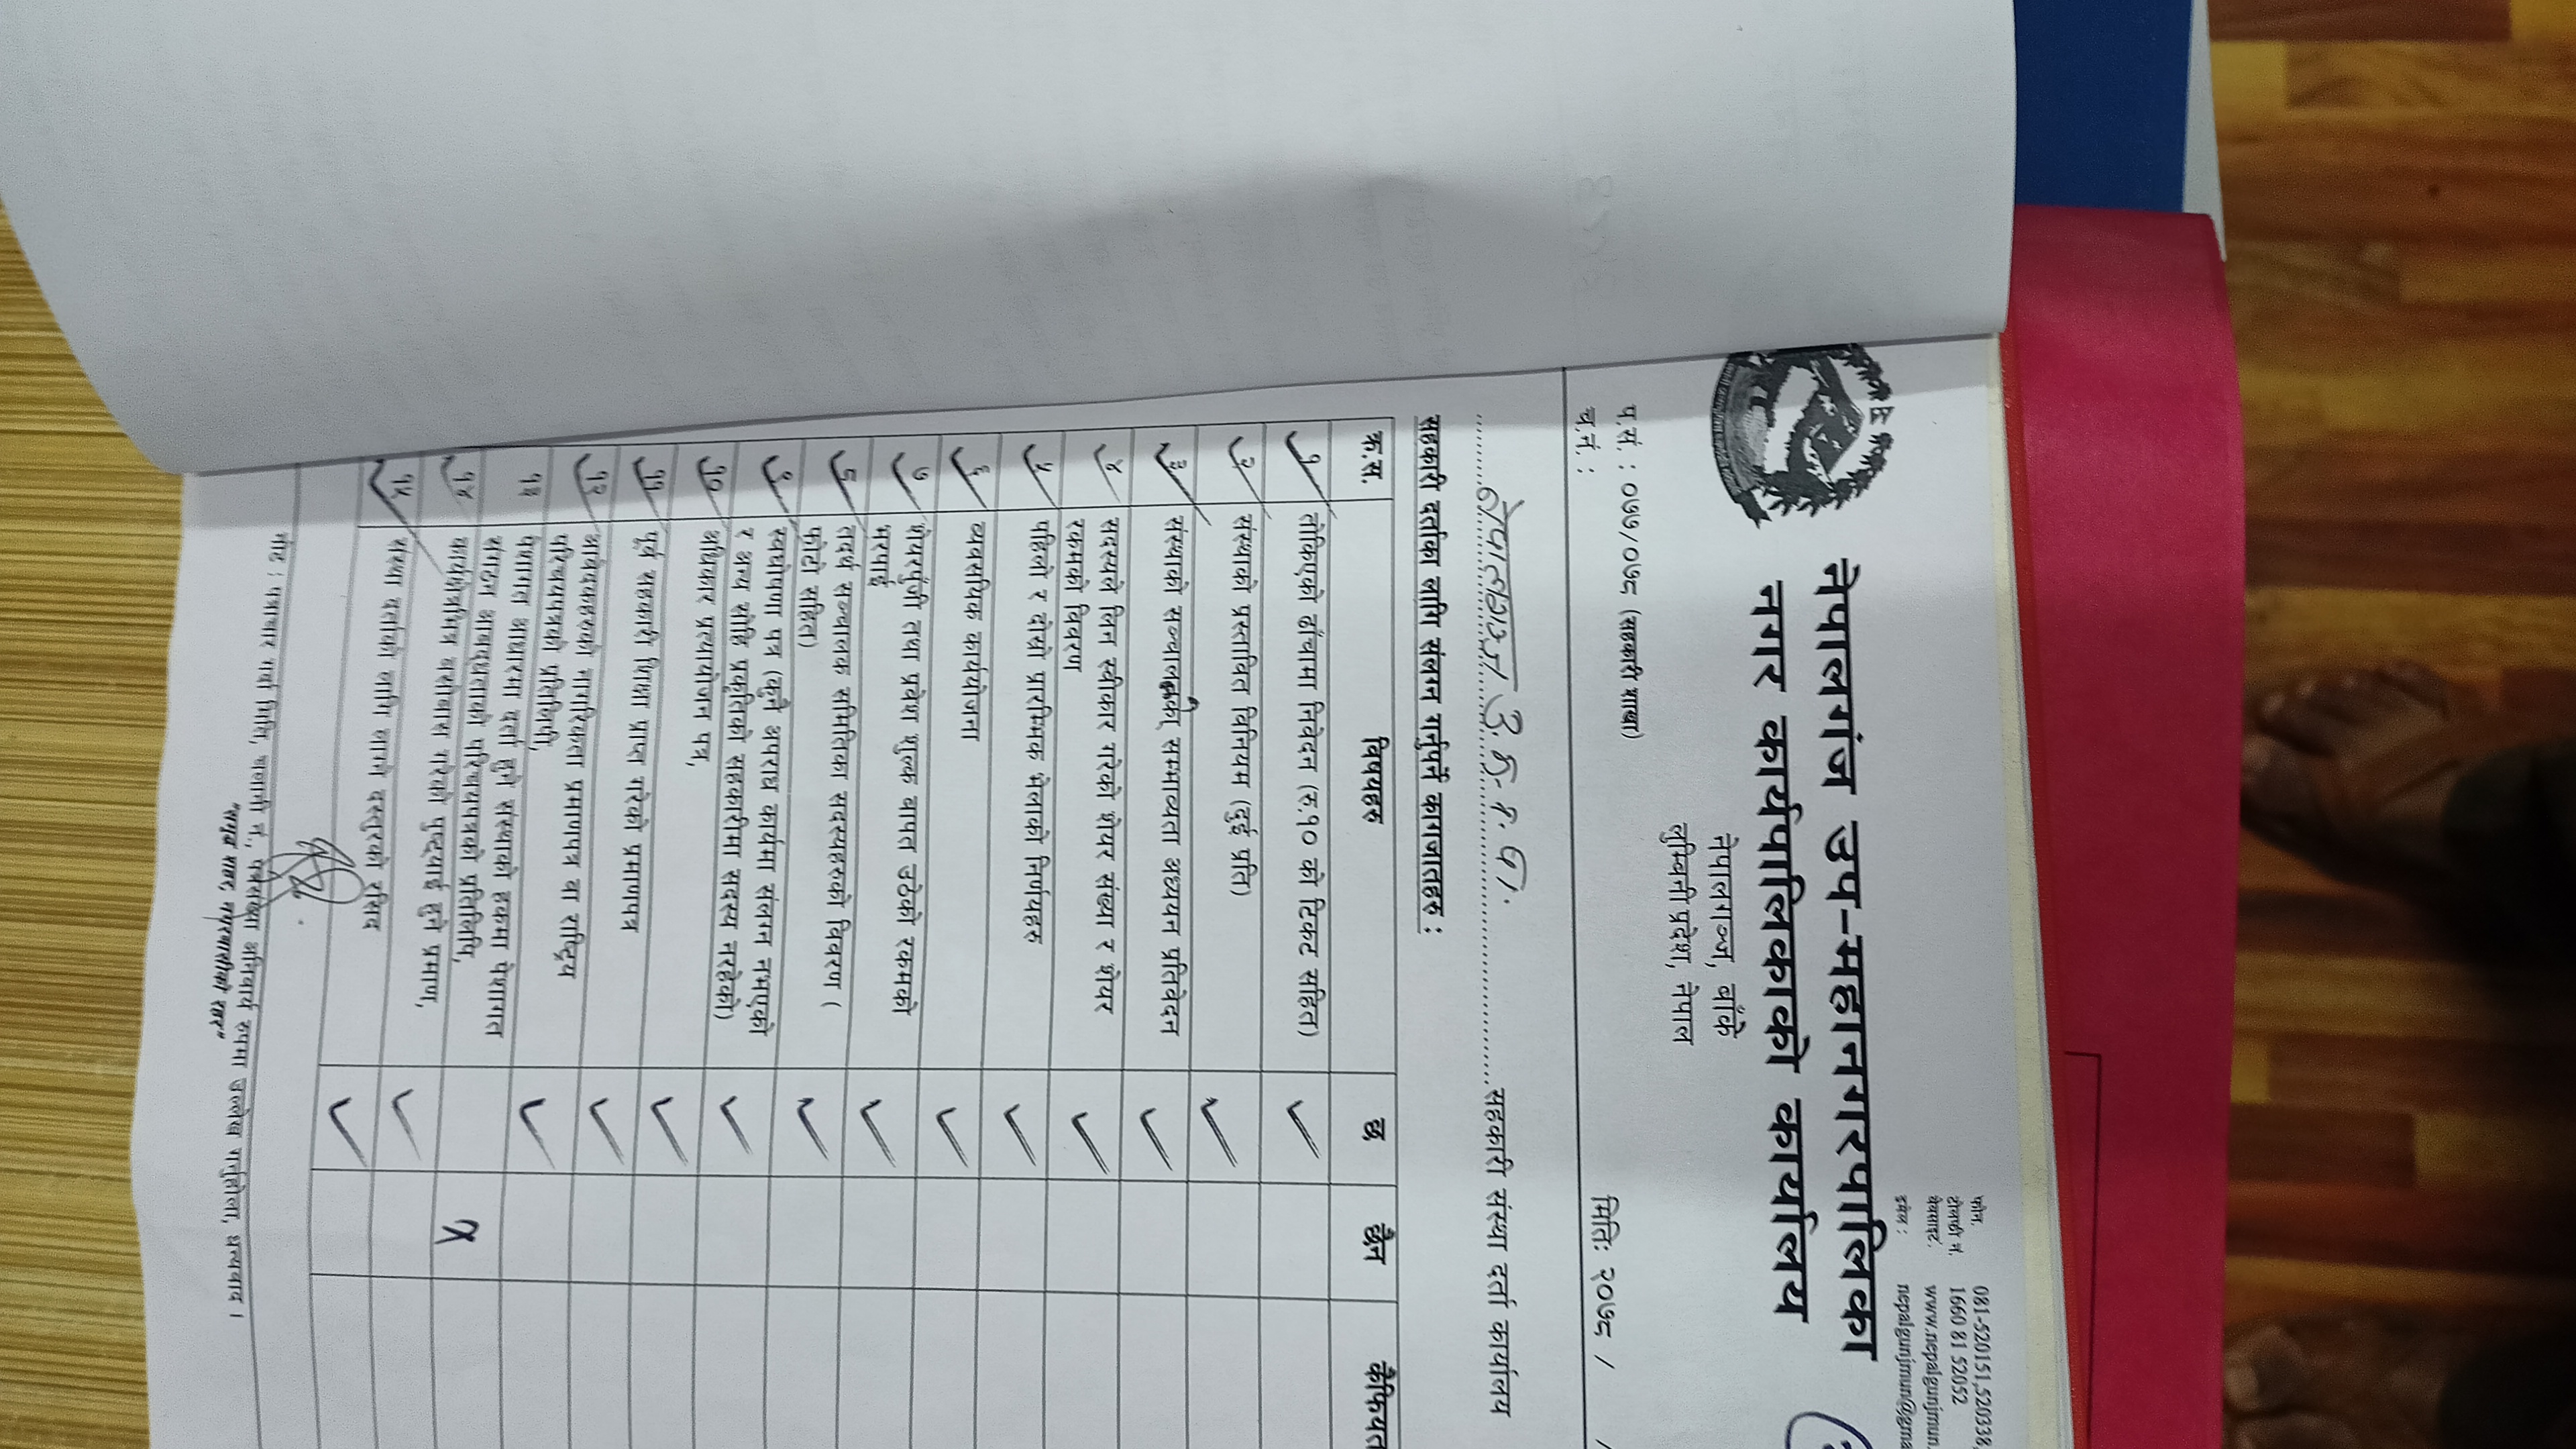 फोन. 081-520151,520338,
टोलफ्री नं. 1660 81 52052
वेवसाइट. www.nepalgunjmun.
इमेल : nepalgunjmun@gma
नेपालगंज उप-महानगरपालिका
नगर कार्यपालिकाको कार्यालय
नेपालगञ्ज, बाँके
लुम्बिनी प्रदेश, नेपाल
प.सं. : ०७७/०७८ (सहकारी शाखा)
च.नं. :
मितिः २०७८ / /
नेपालगञ्ज उ.म.न.पा. सहकारी संस्था दर्ता कार्यालय
सहकारी दर्ताका लागि संलग्न गर्नुपर्ने कागजातहरु :
क्र.स. विषयहरु छ छैन कैफियत
१ तोकिएको ढाँचामा निवेदन (रु.१० को टिकट सहित) ✓
२ संस्थाको प्रस्तावित विनियम (दुई प्रति) ✓
३ संस्थाको सम्भाव्यता अध्ययन प्रतिवेदन ✓
४ सदस्यले लिन स्वीकार गरेको शेयर संख्या र शेयर
रकमको विवरण ✓
५ पहिलो र दोस्रो प्रारम्भिक भेलाको निर्णयहरु ✓
६ व्यवसयिक कार्ययोजना ✓
७ शेयरपुँजी तथा प्रवेश शुल्क वापत उठेको रकमको
भरपाई ✓
८ तदर्थ सञ्चालक समितिका सदस्यहरुको विवरण (
फोटो सहित) ✓
९ स्वघोषणा पत्र (कुनै अपराध कार्यमा संलग्न नभएको
र अन्य सोहि प्रकृतिको सहकारीमा सदस्य नरहेको) ✓
१० अधिकार प्रत्यायोजन पत्र, ✓
११ पूर्व सहकारी शिक्षा प्राप्त गरेको प्रमाणपत्र ✓
१२ आवेदकहरुको नागरिकता प्रमाणपत्र वा राष्ट्रिय
परिचयपत्रको प्रतिलिपी, ✓
१३ पेशागत आधारमा दर्ता हुने संस्थाको हकमा पेशागत
संगठन आबद्धताको परिचयपत्रको प्रतिलिपि, x
१४ कार्यक्षेत्रभित्र बसोबास गरेको पुष्ट्याई हुने प्रमाण, ✓
१५ संस्था दर्ताको लागि लाग्ने दस्तुरको रसिद ✓
नोट : पत्राचार गर्दा मिति, चलानी नं., पत्रसंख्या अनिवार्य रुपमा उल्लेख गर्नुहोला, धन्यवाद ।
"समृद्ध शहर, नगरबासीको रहर"